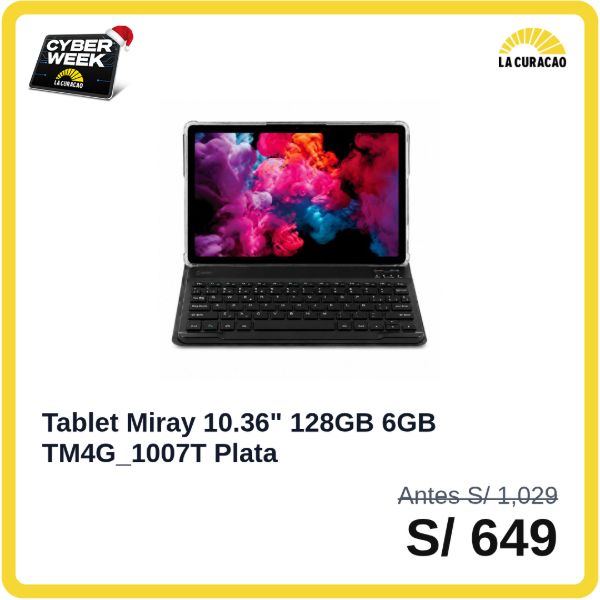 CYBER
WEEK
LA CURACAO
LA CURACAO
Tablet Miray 10.36" 128GB 6GB
TM4G_1007T Plata
Antes S/ 1,029
S/ 649